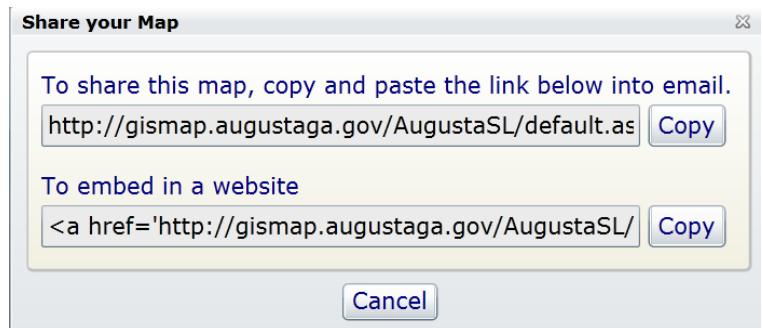 Share your Map
To share this map, copy and paste the link below into email.
http://gismap.augustaga.gov/AugustaSL/default.as Copy
To embed in a website
<a href='http://gismap.augustaga.gov/AugustaSL/ Copy
Cancel